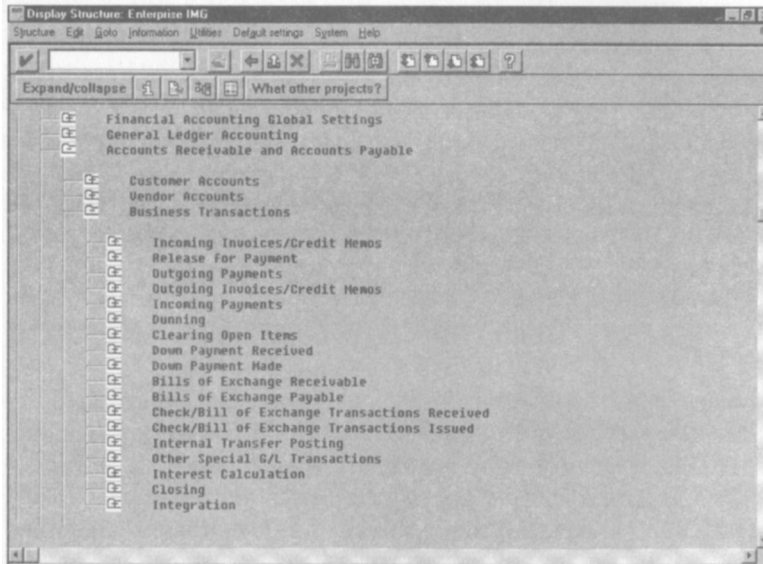 Display Structure: Enterprise IMG
Structure Edit Goto Information Utilities Default settings System Help
Expand/collapse What other projects?
Financial Accounting Global Settings
General Ledger Accounting
Accounts Receivable and Accounts Payable
Customer Accounts
Vendor Accounts
Business Transactions
Incoming Invoices/Credit Memos
Release for Payment
Outgoing Payments
Outgoing Invoices/Credit Memos
Incoming Payments
Dunning
Clearing Open Items
Down Payment Received
Down Payment Made
Bills of Exchange Receivable
Bills of Exchange Payable
Check/Bill of Exchange Transactions Received
Check/Bill of Exchange Transactions Issued
Internal Transfer Posting
Other Special G/L Transactions
Interest Calculation
Closing
Integration